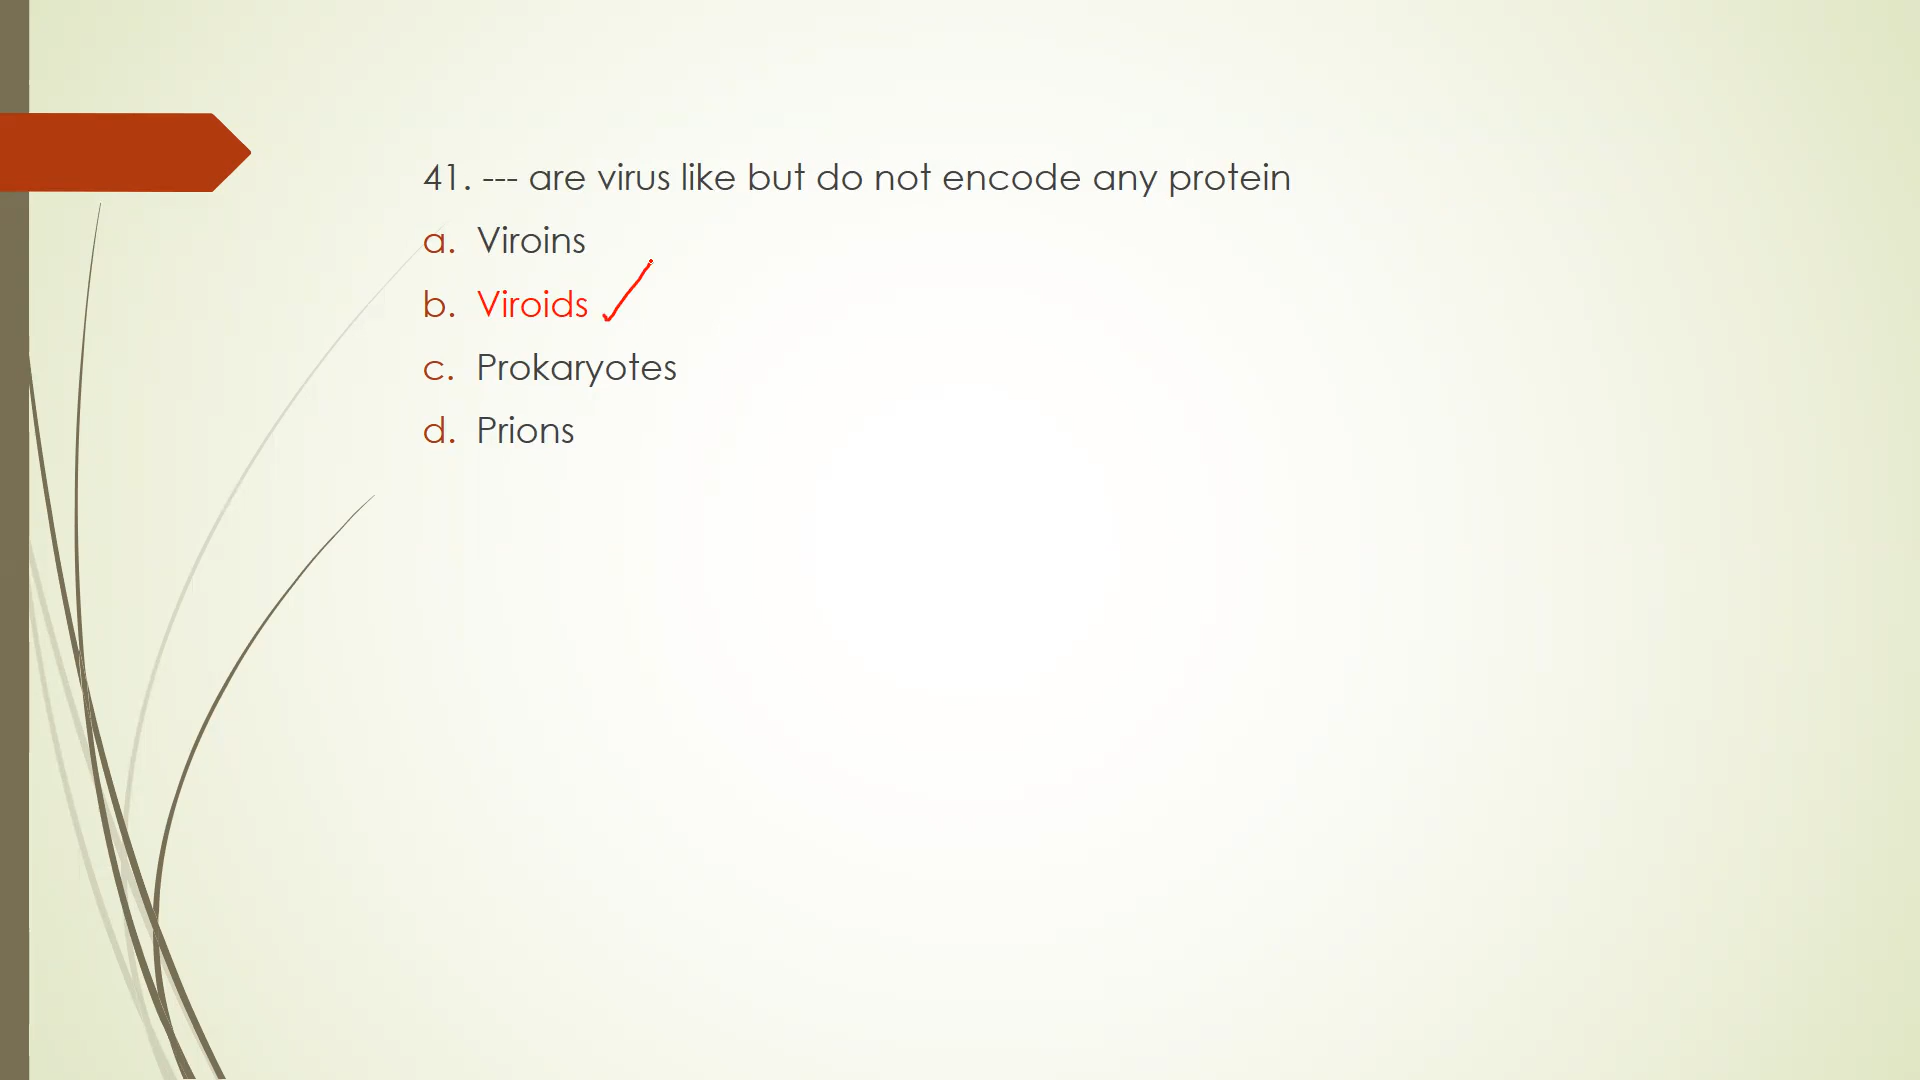 41. --- are virus like but do not encode any protein
a. Viroins
b. Viroids
c. Prokaryotes
d. Prions